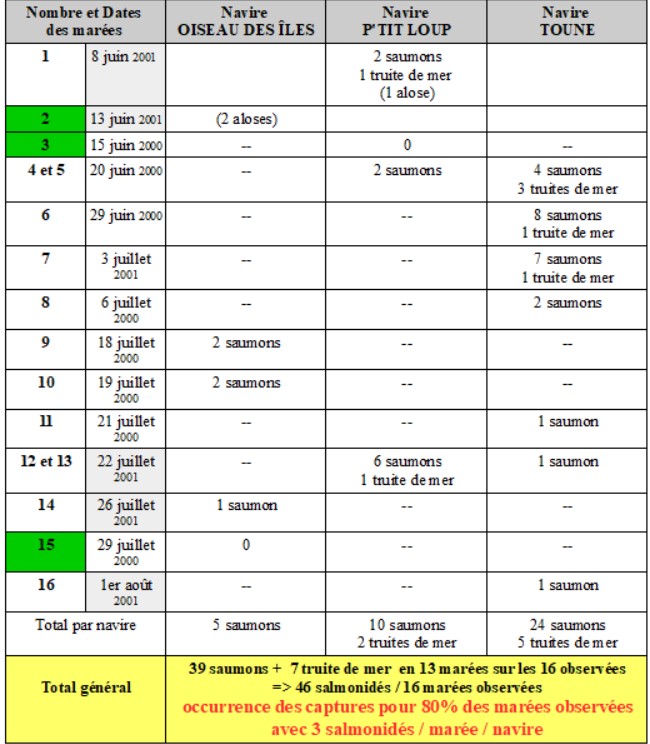 Nombre et Dates
des marées
Navire
OISEAU DES ÎLES
Navire
P'TIT LOUP
Navire
TOUNE
1
8 juin 2001
2 saumons
1 truite de mer
(1 alose)
2
13 juin 2001
(2 aloses)
3
15 juin 2000
--
0
--
4 et 5
20 juin 2000
--
2 saumons
4 saumons
3 truites de mer
6
29 juin 2000
--
--
8 saumons
1 truite de mer
7
3 juillet
2001
--
--
7 saumons
1 truite de mer
8
6 juillet
2000
--
--
2 saumons
9
18 juillet
2000
2 saumons
--
--
10
19 juillet
2000
2 saumons
--
--
11
21 juillet
2000
--
--
1 saumon
12 et 13
22 juillet
2001
--
6 saumons
1 truite de mer
1 saumon
14
26 juillet
2001
1 saumon
--
--
15
29 juillet
2000
0
--
--
16
1er août
2001
--
--
1 saumon
Total par navire
5 saumons
10 saumons
2 truites de mer
24 saumons
5 truites de mer
Total général
39 saumons + 7 truite de mer en 13 marées sur les 16 observées
=> 46 salmonidés / 16 marées observées
occurrence des captures pour 80% des marées observées
avec 3 salmonidés / marée / navire